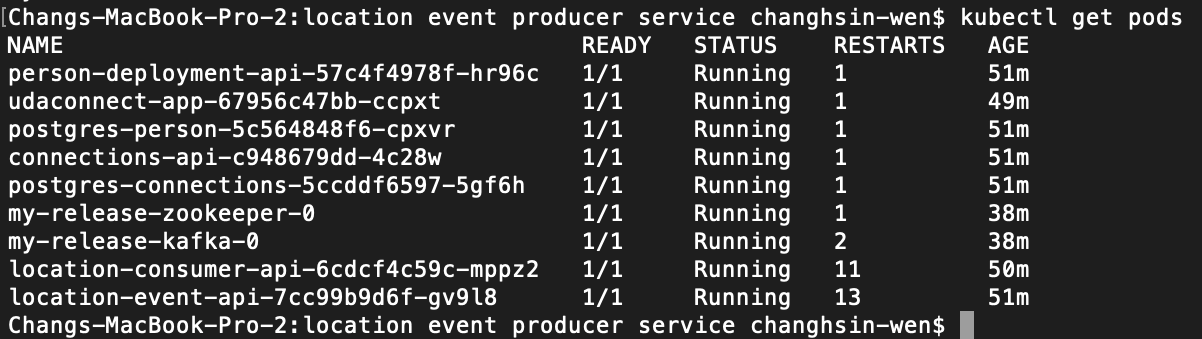 [Changs-MacBook-Pro-2:location event producer service changhsin-wen$ kubectl get pods
NAME READY STATUS RESTARTS AGE
person-deployment-api-57c4f4978f-hr96c 1/1 Running 1 51m
udaconnect-app-67956c47bb-ccpxt 1/1 Running 1 49m
postgres-person-5c564848f6-cpxvr 1/1 Running 1 51m
connections-api-c948679dd-4c28w 1/1 Running 1 51m
postgres-connections-5ccddf6597-5gf6h 1/1 Running 1 51m
my-release-zookeeper-0 1/1 Running 1 38m
my-release-kafka-0 1/1 Running 2 38m
location-consumer-api-6cdcf4c59c-mppz2 1/1 Running 11 50m
location-event-api-7cc99b9d6f-gv9l8 1/1 Running 13 51m
Changs-MacBook-Pro-2:location event producer service changhsin-wen$